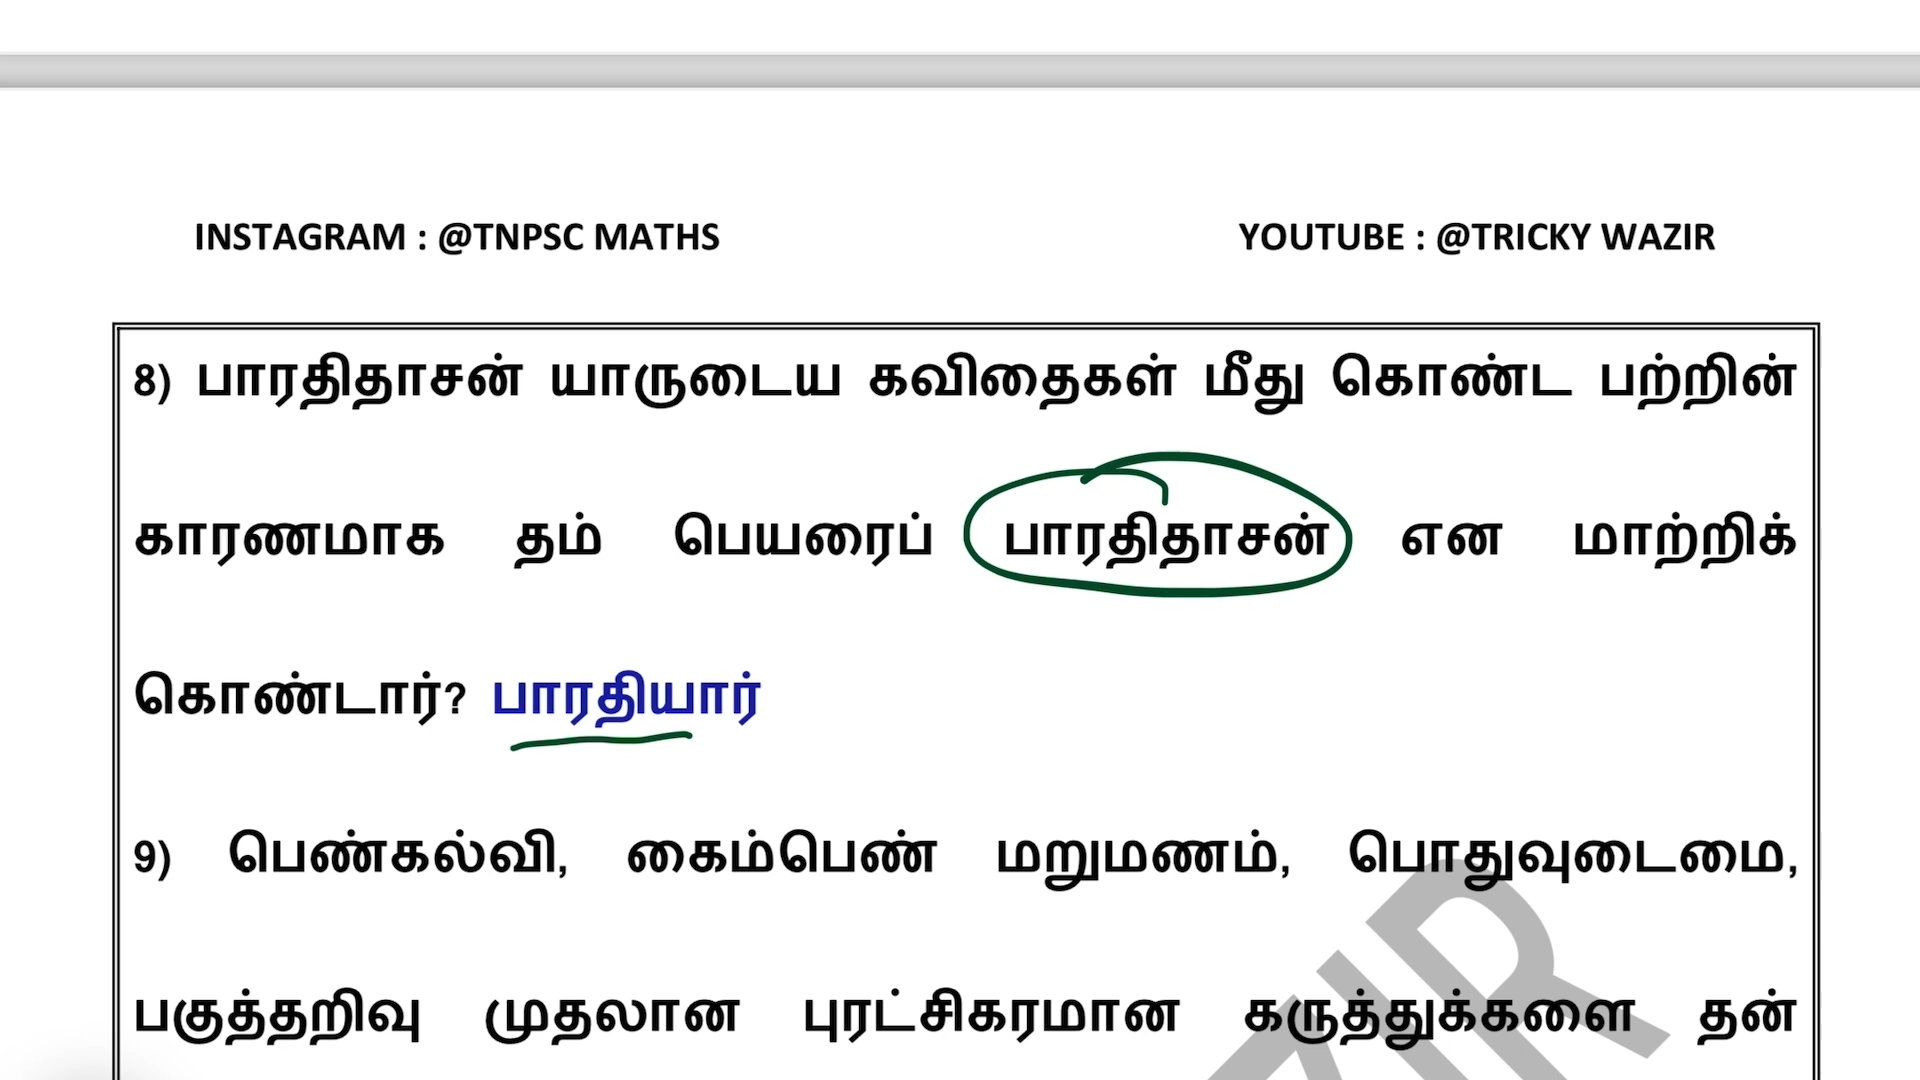 INSTAGRAM : @TNPSC MATHS
YOUTUBE : @TRICKY WAZIR
8) பாரதிதாசன் யாருடைய கவிதைகள் மீது கொண்ட பற்றின்
காரணமாக தம் பெயரைப் பாரதிதாசன் என மாற்றிக்
கொண்டார்? பாரதியார்
9) பெண்கல்வி, கைம்பெண் மறுமணம், பொதுவுடைமை,
பகுத்தறிவு முதலான புரட்சிகரமான கருத்துக்களை தன்
ZIR